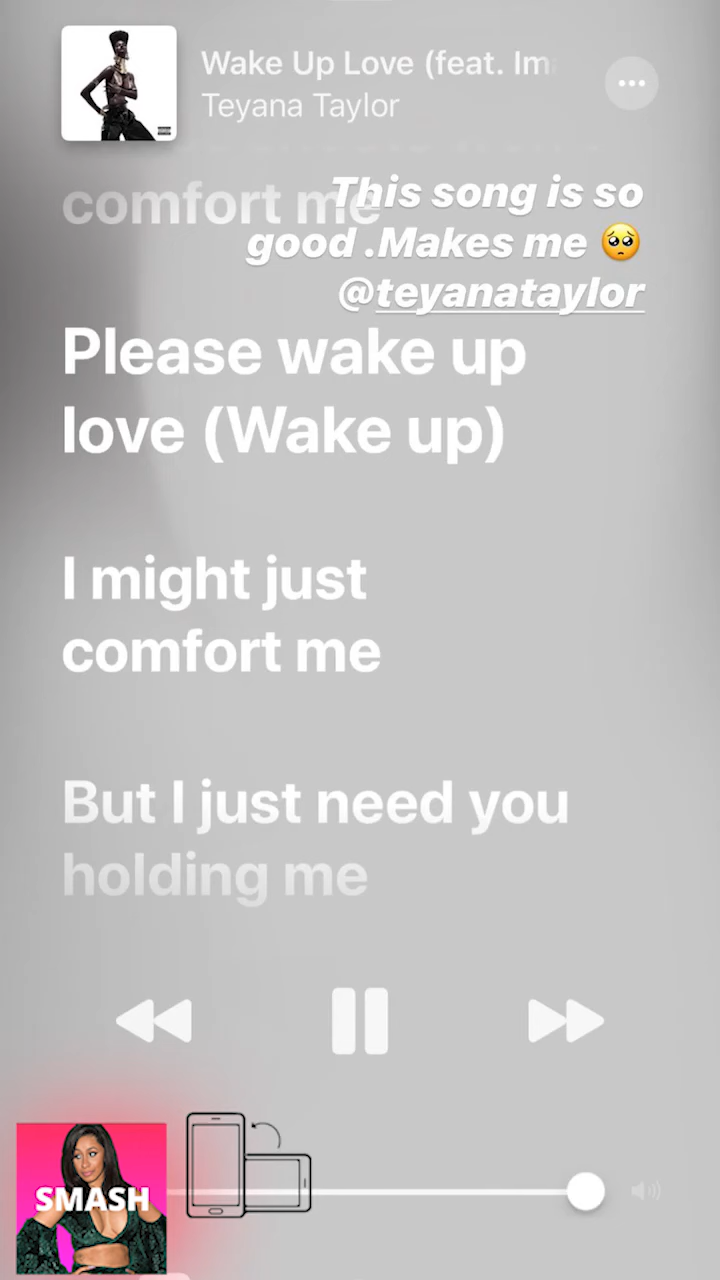 Wake Up Love (feat. Im
Teyana Taylor
comfort me
This song is so
good .Makes me 🥺
@teyanataylor
Please wake up
love (Wake up)
I might just
comfort me
But I just need you
holding me
SMASH